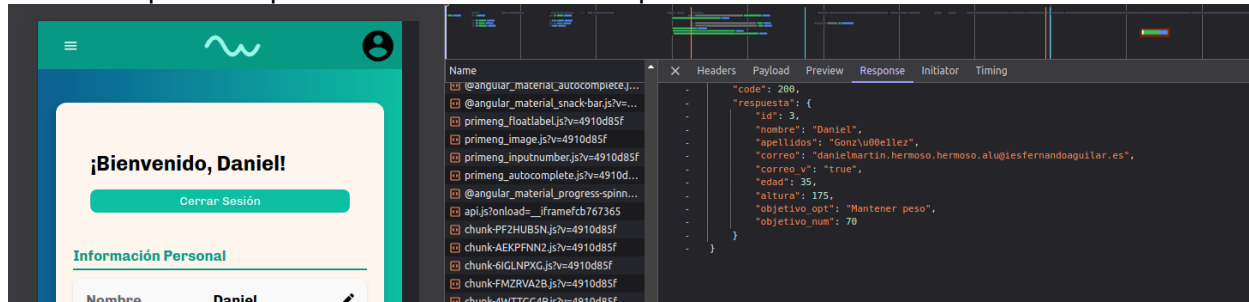 ¡Bienvenido, Daniel!
Cerrar Sesión
Información Personal
Nombre Daniel
Name
@angular_material_autocomplete.j...
@angular_material_snack-bar.js?v=...
primeng_floatlabel.js?v=4910d85f
primeng_image.js?v=4910d85f
primeng_inputnumber.js?v=4910d85f
primeng_autocomplete.js?v=4910d...
@angular_material_progress-spinn...
api.js?onload=__iframefcb767365
chunk-PF2HUB5N.js?v=4910d85f
chunk-AEKPFNN2.js?v=4910d85f
chunk-6IGLNPXG.js?v=4910d85f
chunk-FMZRVA2B.js?v=4910d85f
chunk-4WTTGG4B.js?v=4910d85f
Headers Payload Preview Response Initiator Timing
- "code": 200,
- "respuesta": {
- "id": 3,
- "nombre": "Daniel",
- "apellidos": "Gonz\u00e1lez",
- "correo": "danielmartin.hermoso.hermoso.alu@iesfernandoaguilar.es",
- "correo_v": "true",
- "edad": 35,
- "altura": 175,
- "objetivo_opt": "Mantener peso",
- "objetivo_num": 70
- }
- }